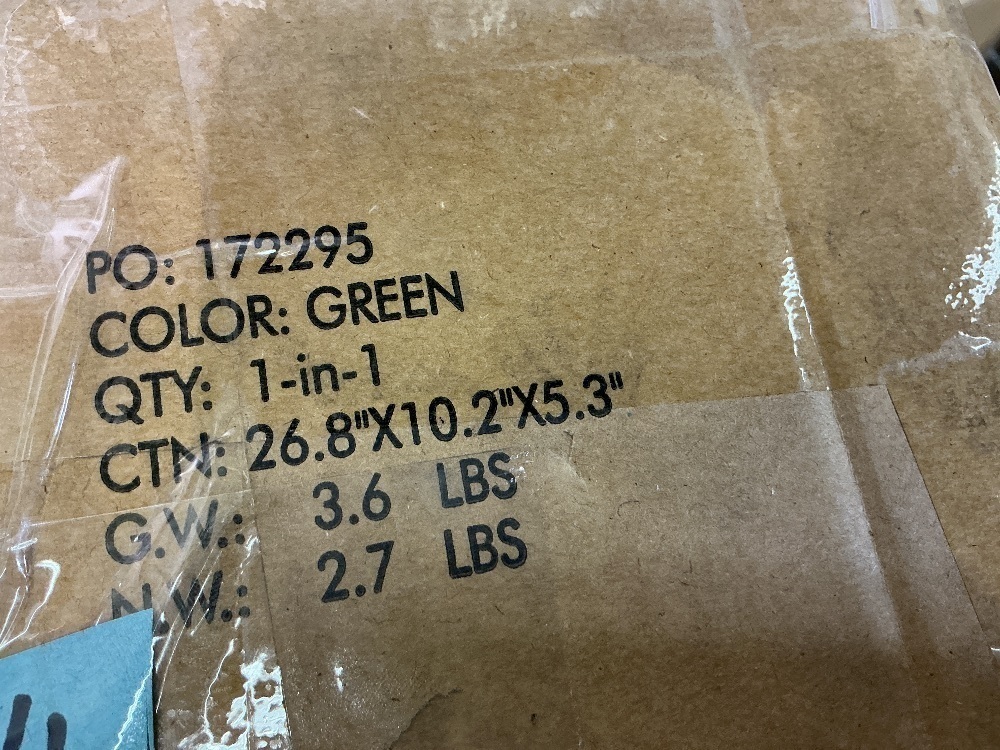 PO: 172295
COLOR: GREEN
QTY: 1-in-1
CTN: 26.8"X10.2"X5.3"
G.W.: 3.6 LBS
N.W.: 2.7 LBS